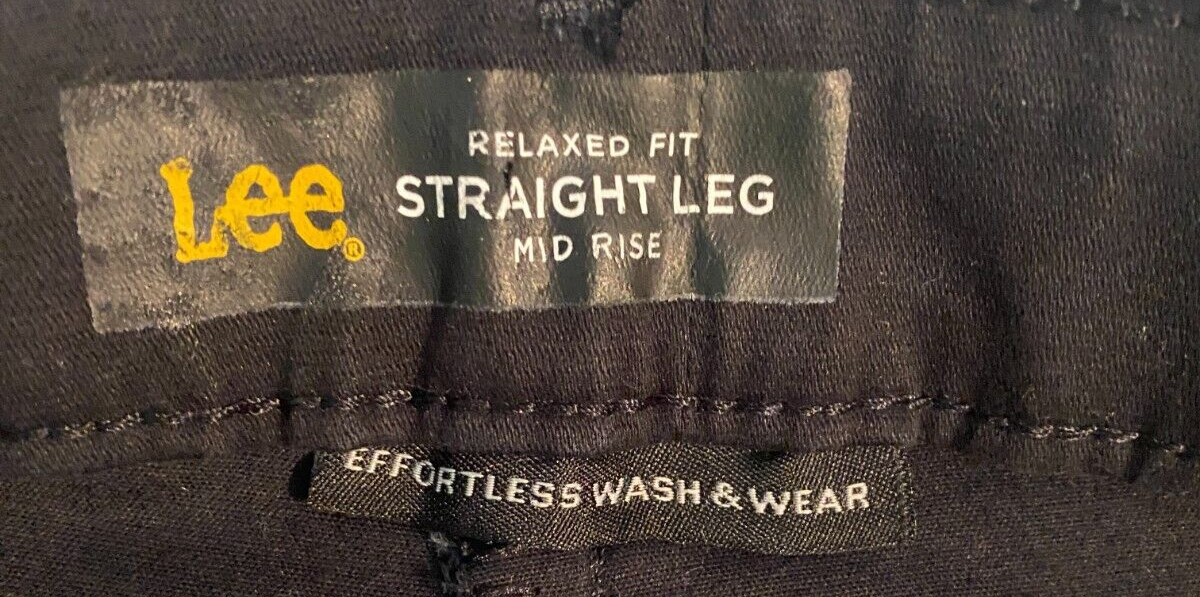 Lee®
RELAXED FIT
STRAIGHT LEG
MID RISE
EFFORTLESS WASH & WEAR